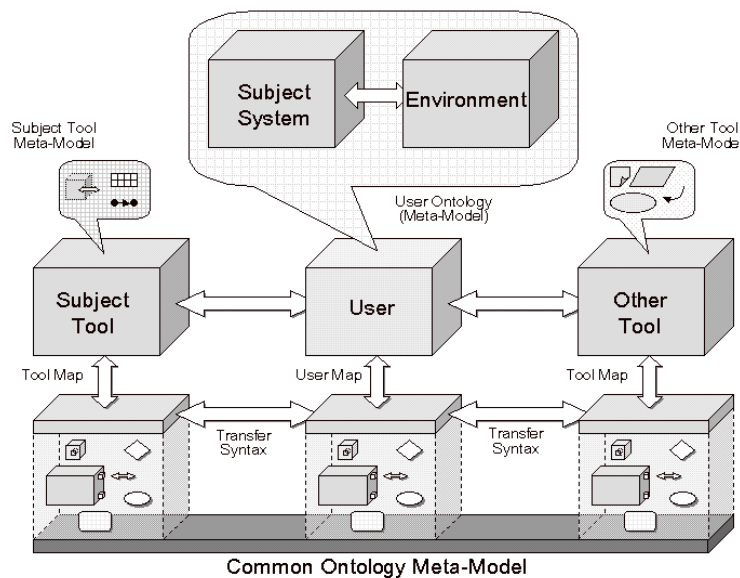 Subject
System
Environment
Subject Tool
Meta-Model
Other Tool
Meta-Mode
User Ontology
(Meta-Model)
Subject
Tool
User
Other
Tool
Tool Map
User Map
Tool Map
Transfer
Syntax
Transfer
Syntax
Common Ontology Meta-Model